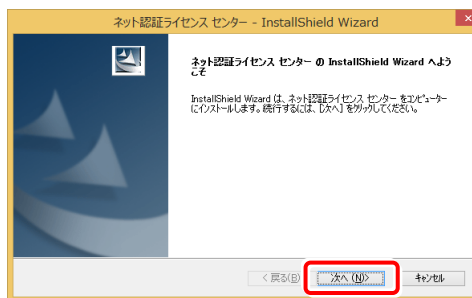 ネット認証ライセンス センター - InstallShield Wizard
ネット認証ライセンス センター の InstallShield Wizard へよう
こそ
InstallShield Wizard は、ネット認証ライセンス センター をコンピューター
にインストールします。続行するには、[次へ] をクリックしてください。
< 戻る(B)
次へ (N)>
キャンセル